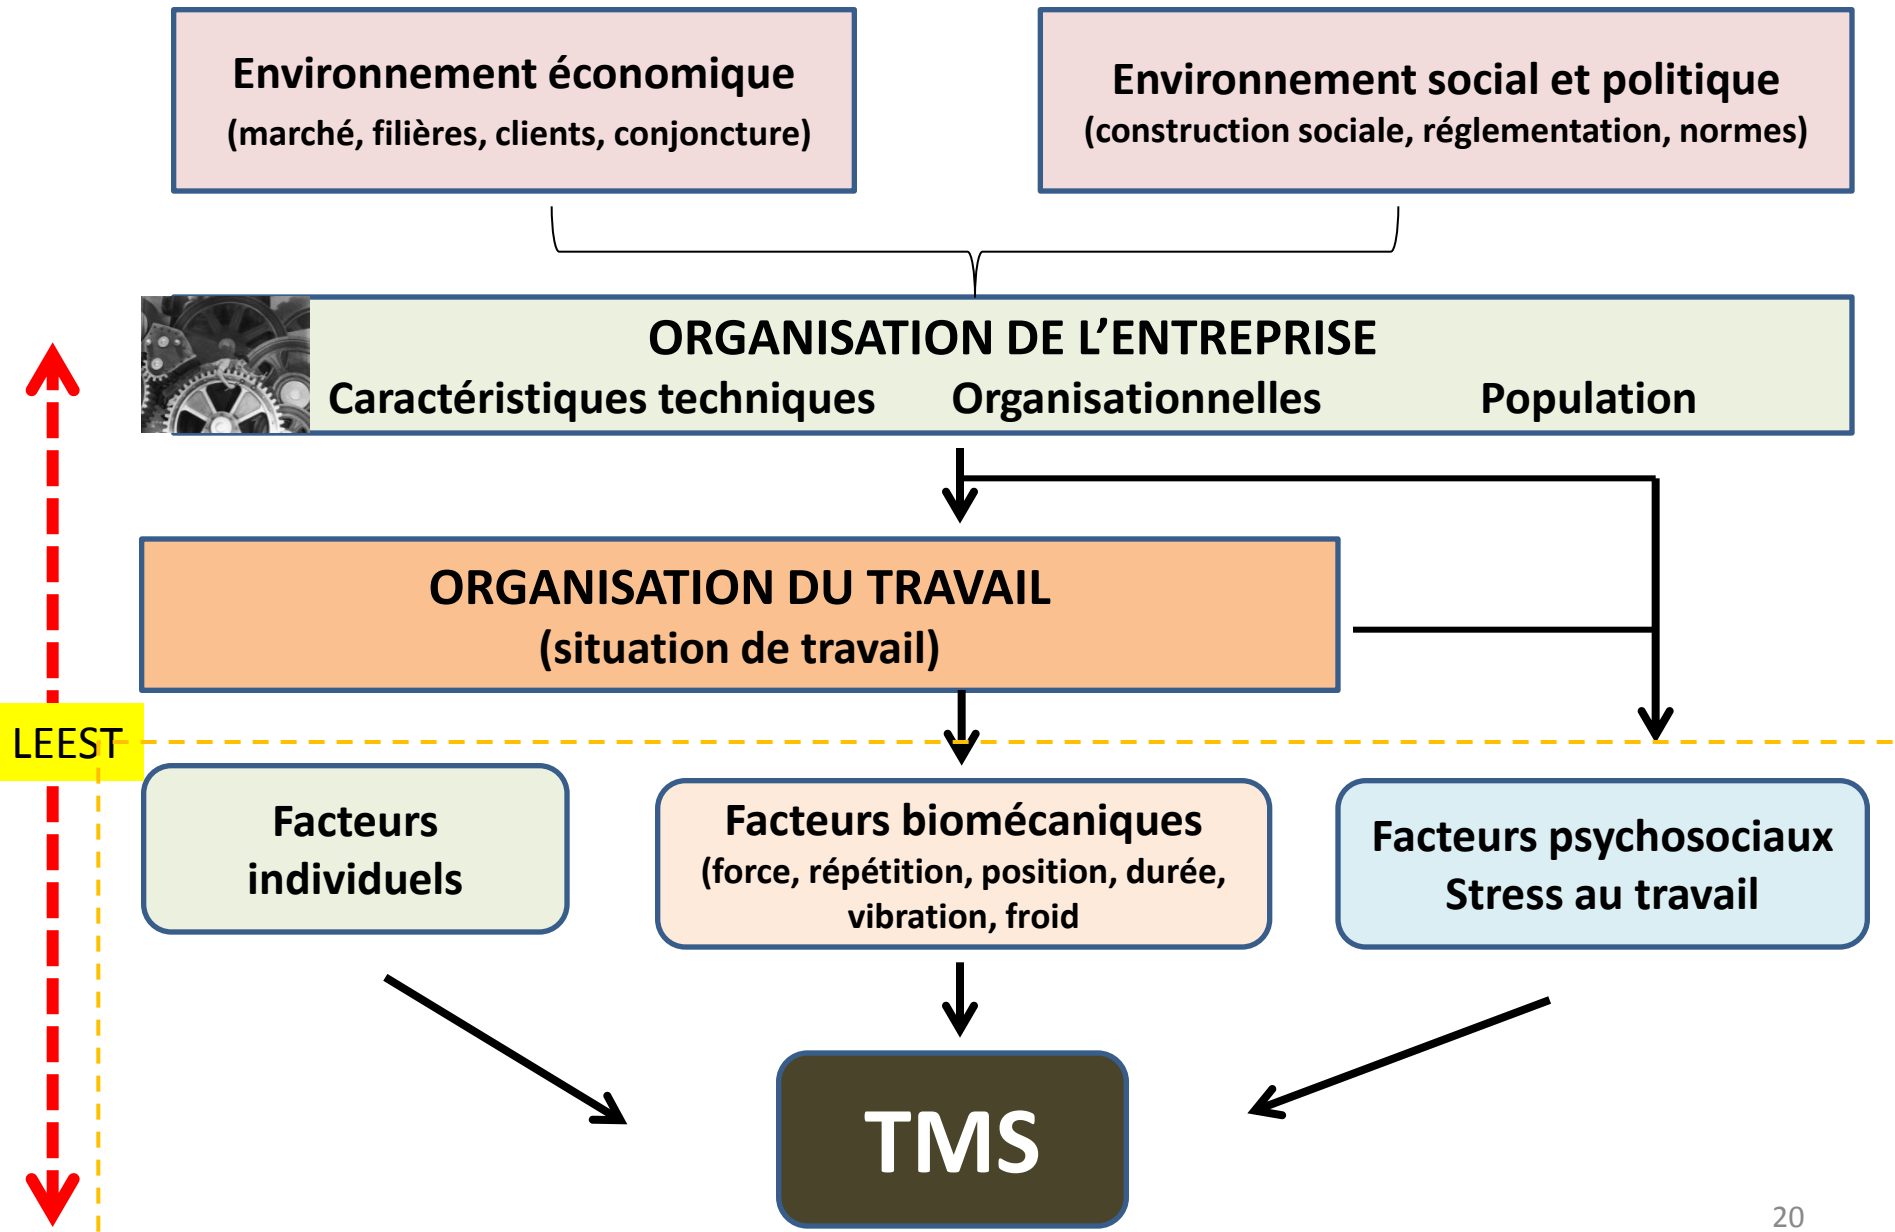 Environnement économique
(marché, filières, clients, conjoncture)
Environnement social et politique
(construction sociale, réglementation, normes)
ORGANISATION DE L’ENTREPRISE
Caractéristiques techniques Organisationnelles Population
ORGANISATION DU TRAVAIL
(situation de travail)
LEEST
Facteurs
individuels
Facteurs biomécaniques
(force, répétition, position, durée,
vibration, froid
Facteurs psychosociaux
Stress au travail
TMS
20